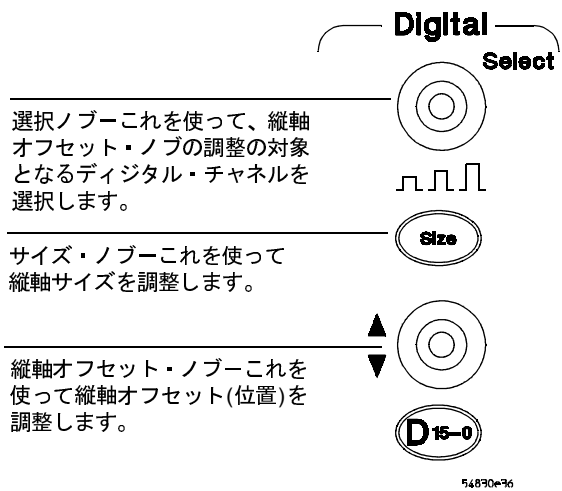 Digital
Select
選択ノブーこれを使って、縦軸
オフセット・ノブの調整の対象
となるディジタル・チャネルを
選択します。
Size
サイズ・ノブーこれを使って
縦軸サイズを調整します。
縦軸オフセット・ノブーこれを
使って縦軸オフセット(位置)を
調整します。
D15-0
54830e36